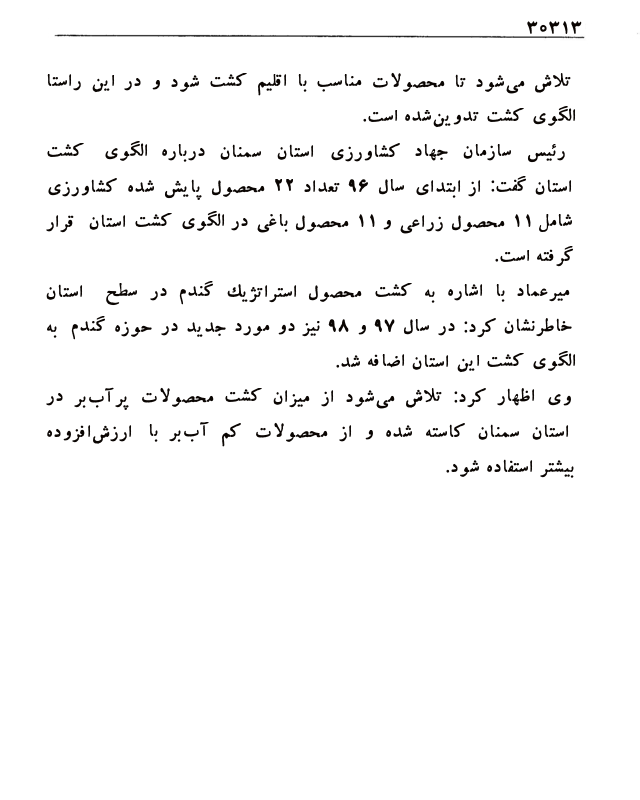 ۳۰۳۱۳
تلاش می‌شود تا محصولات مناسب با اقلیم کشت شود و در این راستا
الگوی کشت تدوین‌شده است.
رئیس سازمان جهاد کشاورزی استان سمنان درباره الگوی کشت
استان گفت: از ابتدای سال ۹۶ تعداد ۲۲ محصول پایش شده کشاورزی
شامل ۱۱ محصول زراعی و ۱۱ محصول باغی در الگوی کشت استان قرار
گرفته است.
میرعماد با اشاره به کشت محصول استراتژیك گندم در سطح استان
خاطرنشان کرد: در سال ۹۷ و ۹۸ نیز دو مورد جدید در حوزه گندم به
الگوی کشت این استان اضافه شد.
وی اظهار کرد: تلاش می‌شود از میزان کشت محصولات پرآب‌بر در
استان سمنان کاسته شده و از محصولات کم آب‌بر با ارزش‌افزوده
بیشتر استفاده شود.